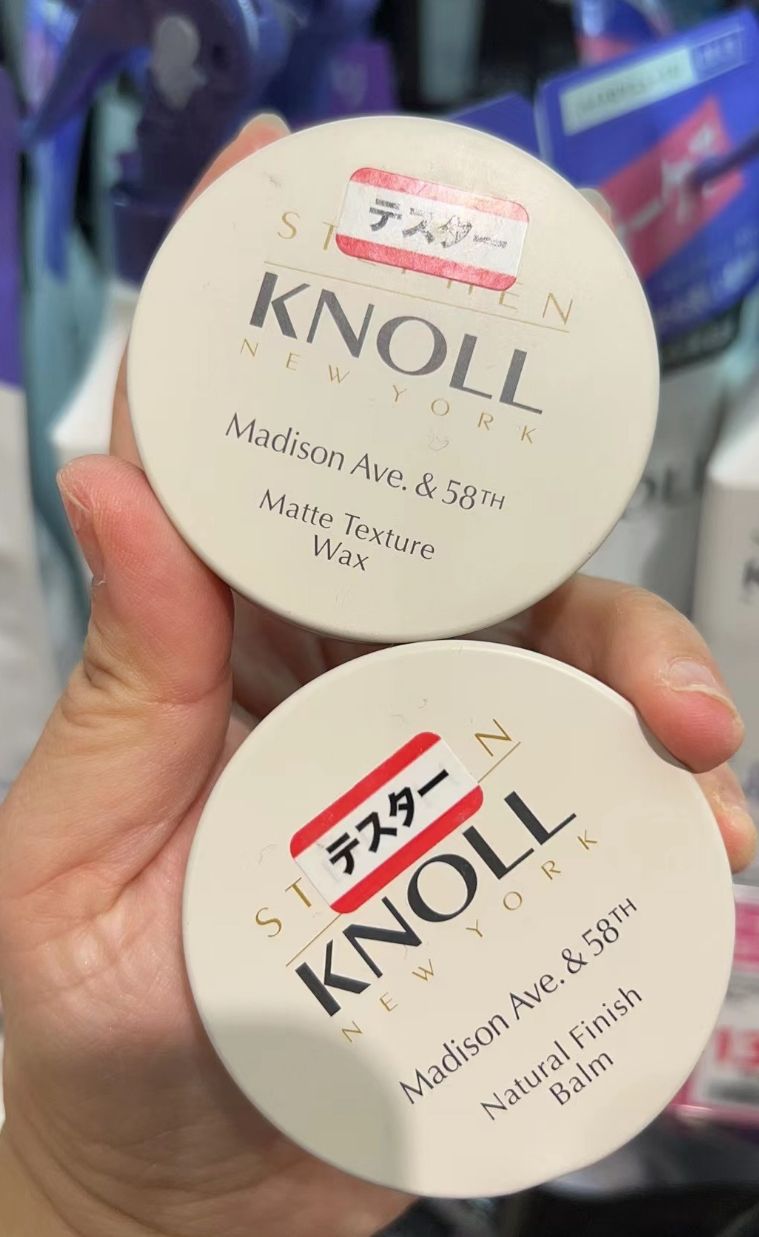 テスター
KNOLL
NEW YORK
Madison Ave. & 58TH
Matte Texture
Wax
テスター
KNOLL
NEW YORK
Madison Ave. & 58TH
Natural Finish
Balm